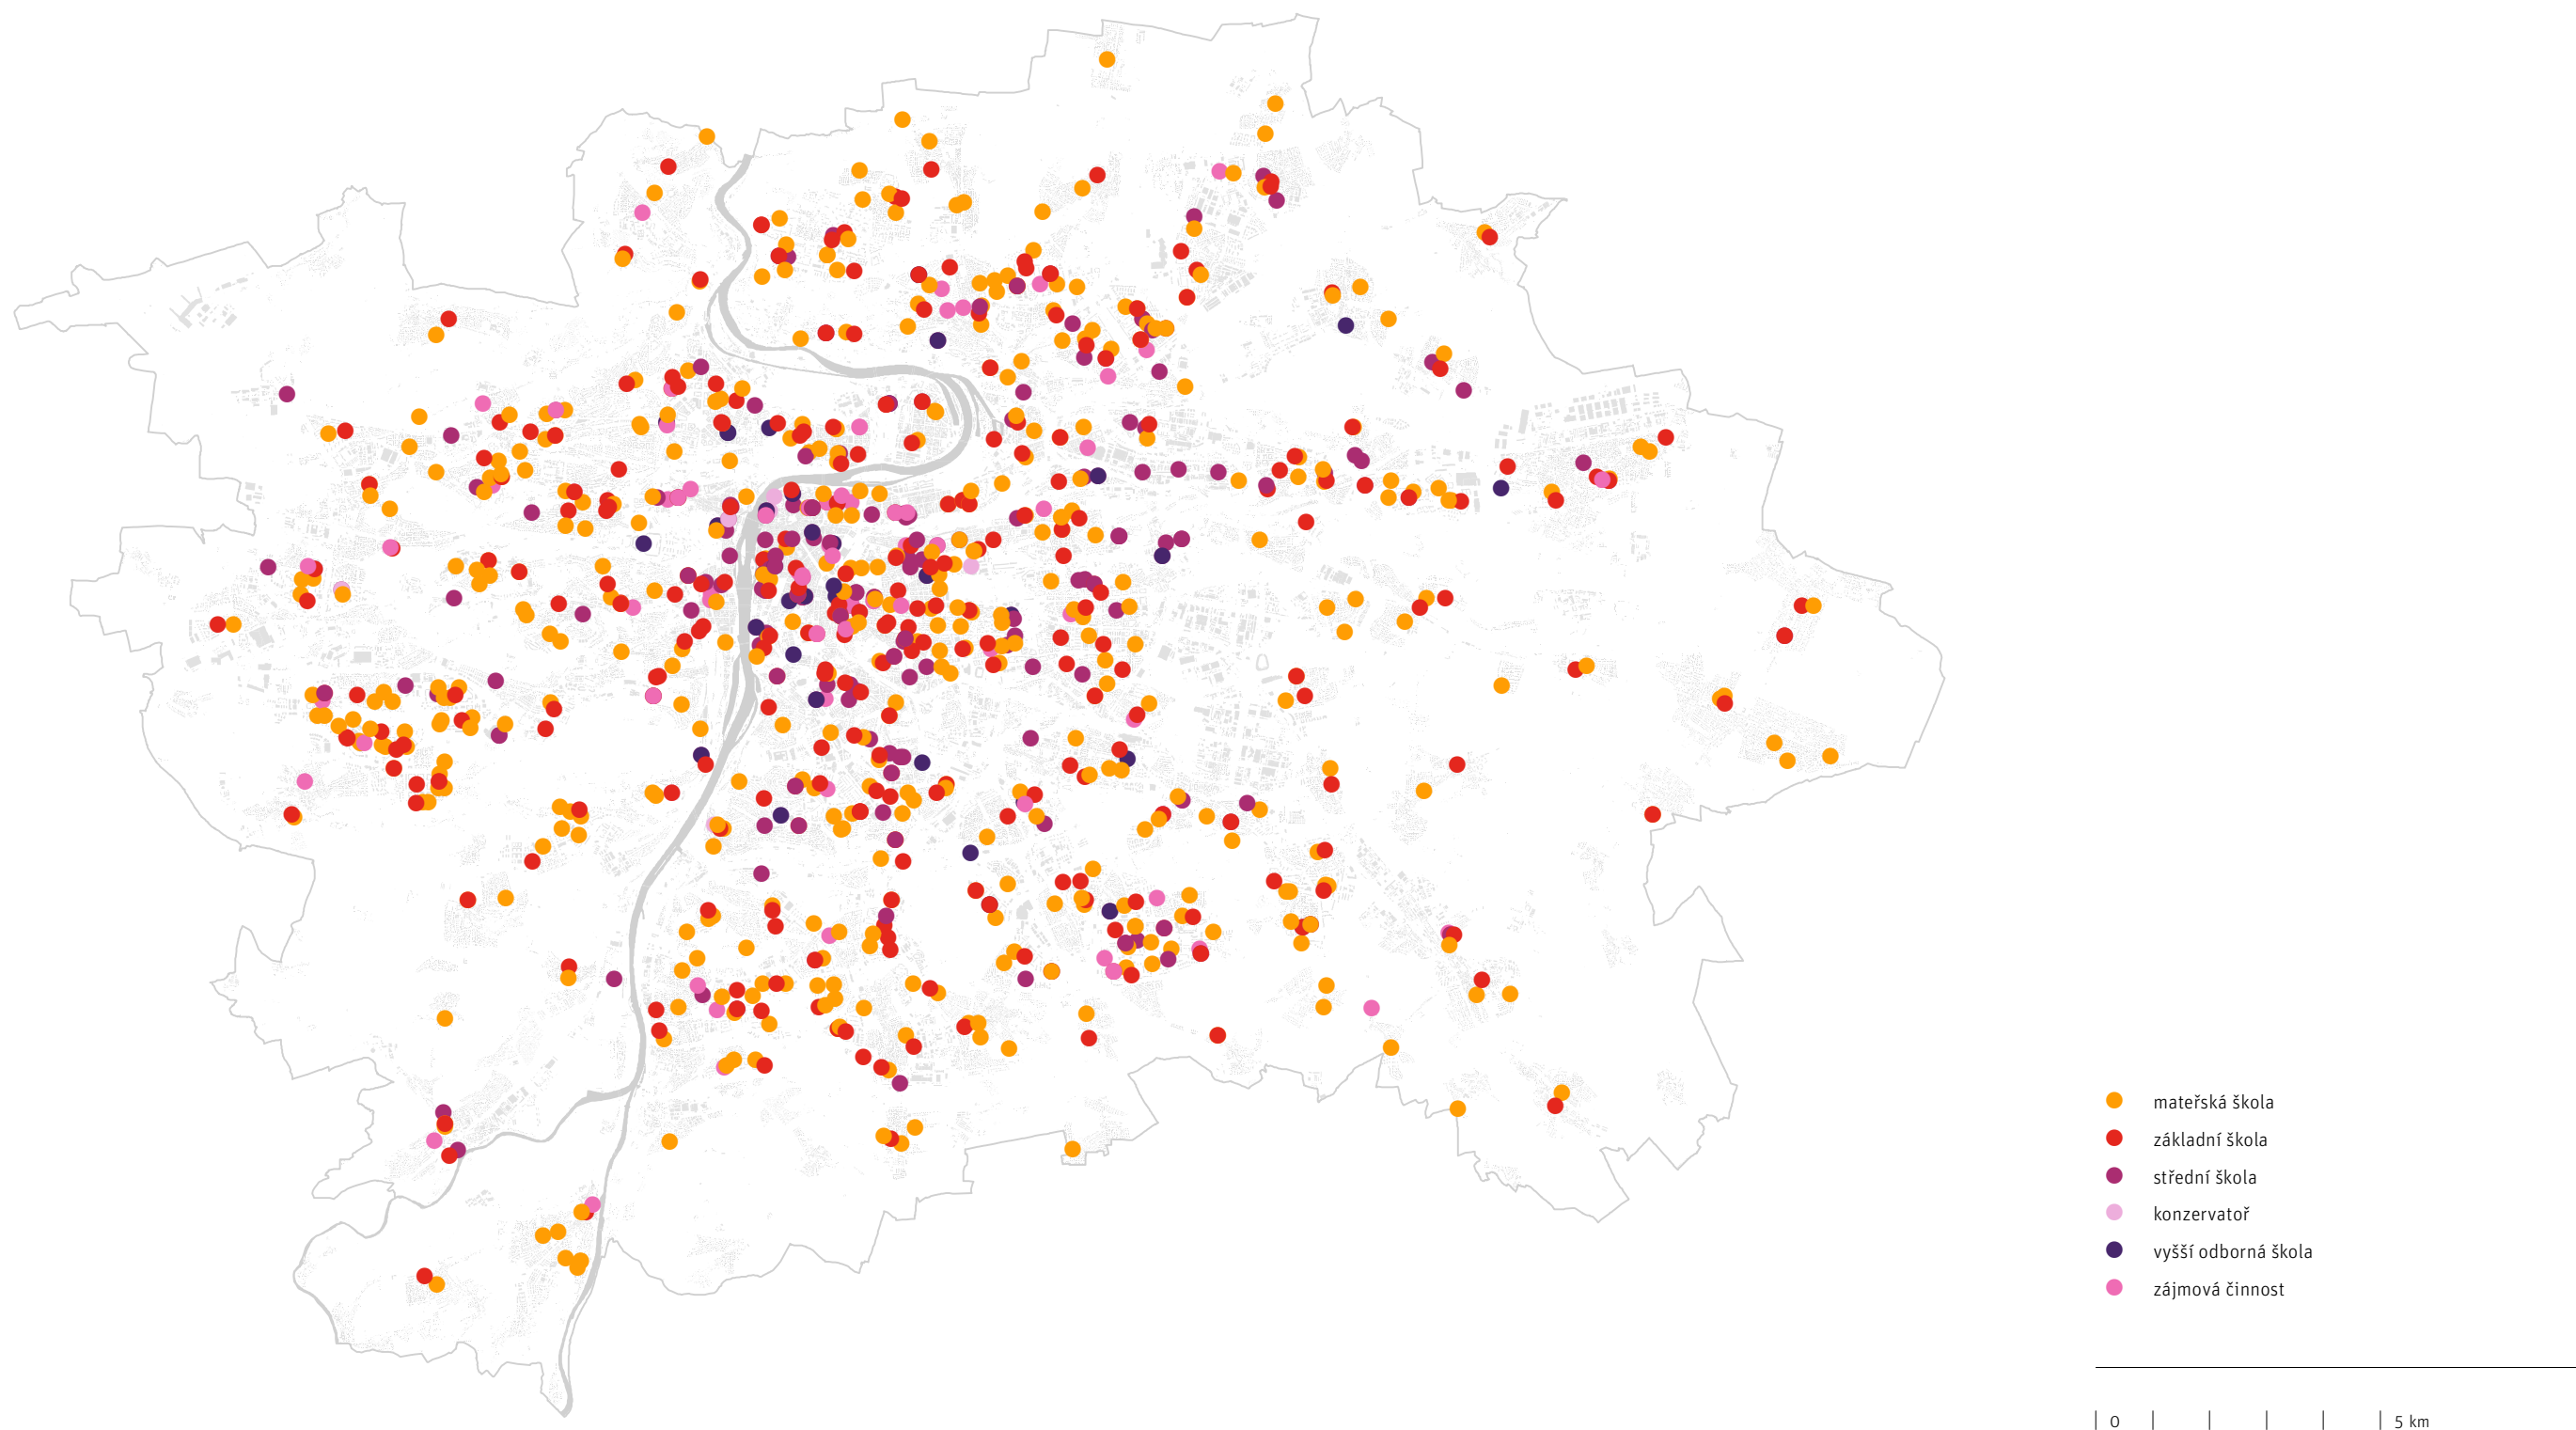 mateřská škola
základní škola
střední škola
konzervatoř
vyšší odborná škola
zájmová činnost
0 5 km